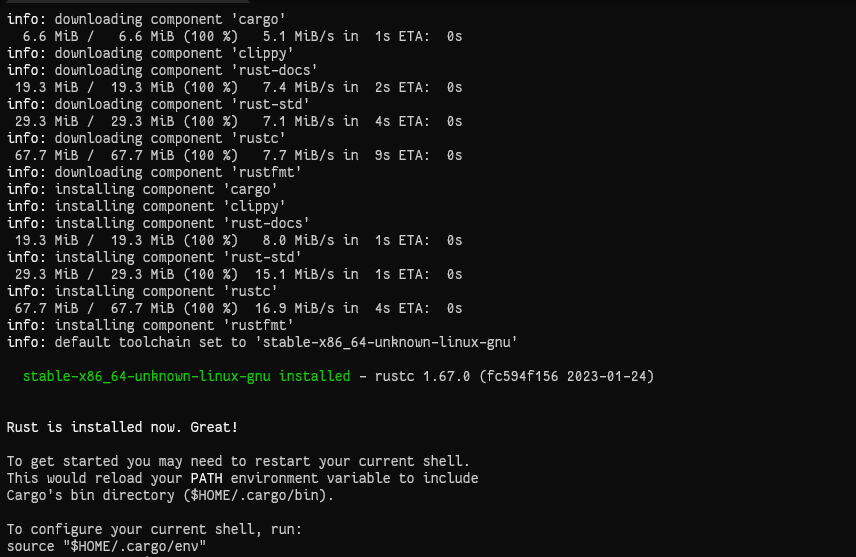 info: downloading component 'cargo'
  6.6 MiB /   6.6 MiB (100 %)   5.1 MiB/s in  1s ETA:  0s
info: downloading component 'clippy'
info: downloading component 'rust-docs'
 19.3 MiB /  19.3 MiB (100 %)   7.4 MiB/s in  2s ETA:  0s
info: downloading component 'rust-std'
 29.3 MiB /  29.3 MiB (100 %)   7.1 MiB/s in  4s ETA:  0s
info: downloading component 'rustc'
 67.7 MiB /  67.7 MiB (100 %)   7.7 MiB/s in  9s ETA:  0s
info: downloading component 'rustfmt'
info: installing component 'cargo'
info: installing component 'clippy'
info: installing component 'rust-docs'
 19.3 MiB /  19.3 MiB (100 %)   8.0 MiB/s in  1s ETA:  0s
info: installing component 'rust-std'
 29.3 MiB /  29.3 MiB (100 %)  15.1 MiB/s in  1s ETA:  0s
info: installing component 'rustc'
 67.7 MiB /  67.7 MiB (100 %)  16.9 MiB/s in  4s ETA:  0s
info: installing component 'rustfmt'
info: default toolchain set to 'stable-x86_64-unknown-linux-gnu'
  stable-x86_64-unknown-linux-gnu installed - rustc 1.67.0 (fc594f156 2023-01-24)
Rust is installed now. Great!
To get started you may need to restart your current shell.
This would reload your PATH environment variable to include
Cargo's bin directory ($HOME/.cargo/bin).
To configure your current shell, run:
source "$HOME/.cargo/env"